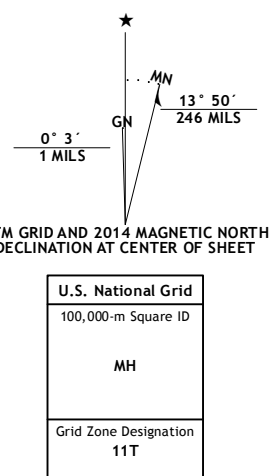 ★
MN
GN
13° 50´
246 MILS
0° 3´
1 MILS
TM GRID AND 2014 MAGNETIC NORTH
DECLINATION AT CENTER OF SHEET
U.S. National Grid
100,000-m Square ID
MH
Grid Zone Designation
11T